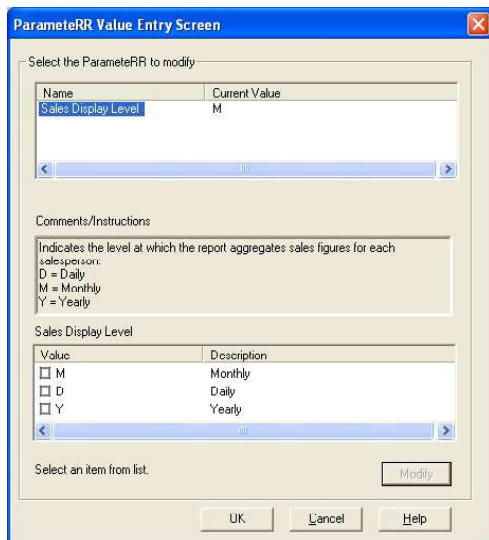 ParameteRR Value Entry Screen
Select the ParameteRR to modify
Name Current Value
Sales Display Level M
Comments/Instructions
Indicates the level at which the report aggregates sales figures for each
salesperson:
D = Daily
M = Monthly
Y = Yearly
Sales Display Level
Value Description
M Monthly
D Daily
Y Yearly
Select an item from list.
Modify
OK Cancel Help